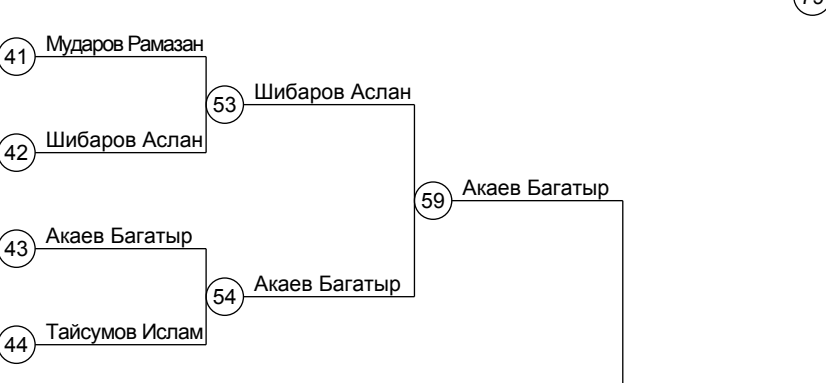 41 Мударов Рамазан
53 Шибаров Аслан
42 Шибаров Аслан
59 Акаев Багатыр
43 Акаев Багатыр
54 Акаев Багатыр
44 Тайсумов Ислам